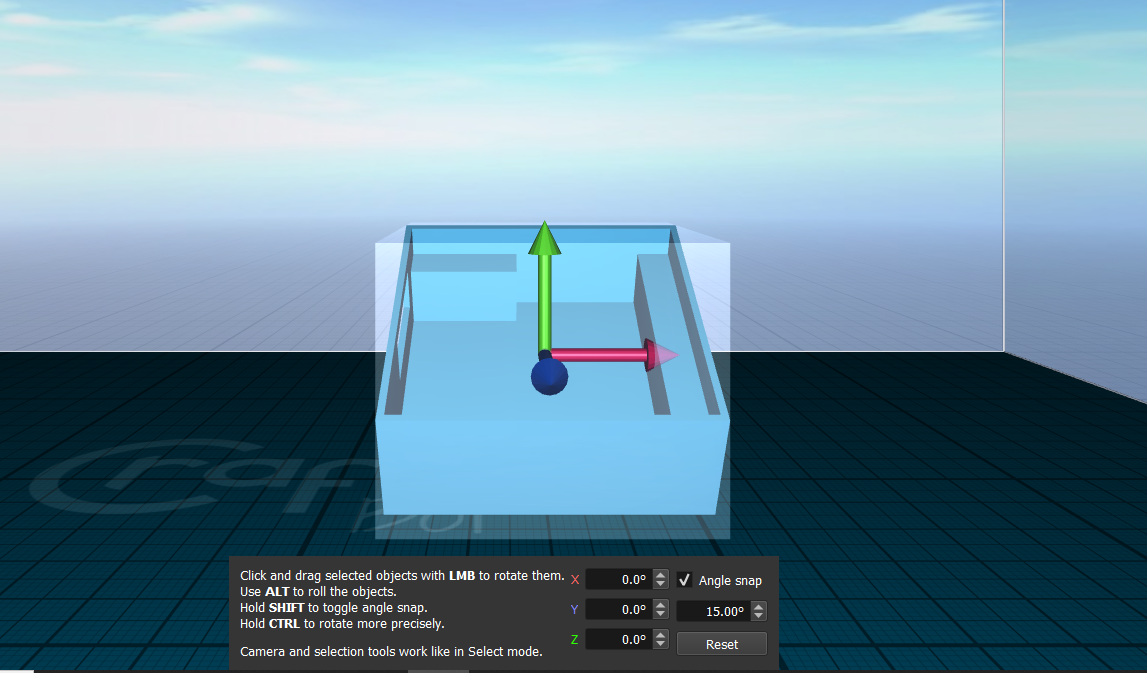 Craft
bot
Click and drag selected objects with LMB to rotate them.
Use ALT to roll the objects.
Hold SHIFT to toggle angle snap.
Hold CTRL to rotate more precisely.
Camera and selection tools work like in Select mode.
X 0.0° ✓ Angle snap
Y 0.0° 15.00°
Z 0.0° Reset